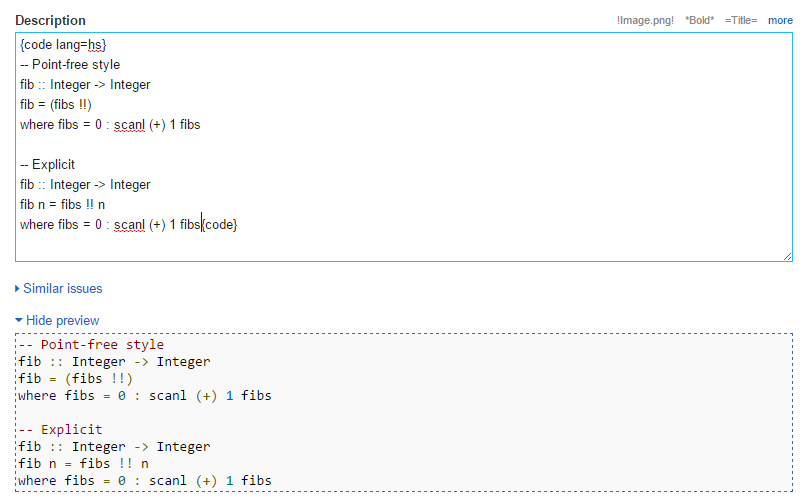 Description !Image.png! *Bold* =Title= more
{code lang=hs}
-- Point-free style
fib :: Integer -> Integer
fib = (fibs !!)
where fibs = 0 : scanl (+) 1 fibs

-- Explicit
fib :: Integer -> Integer
fib n = fibs !! n
where fibs = 0 : scanl (+) 1 fibs{code}
Similar issues
Hide preview
-- Point-free style
fib :: Integer -> Integer
fib = (fibs !!)
where fibs = 0 : scanl (+) 1 fibs

-- Explicit
fib :: Integer -> Integer
fib n = fibs !! n
where fibs = 0 : scanl (+) 1 fibs